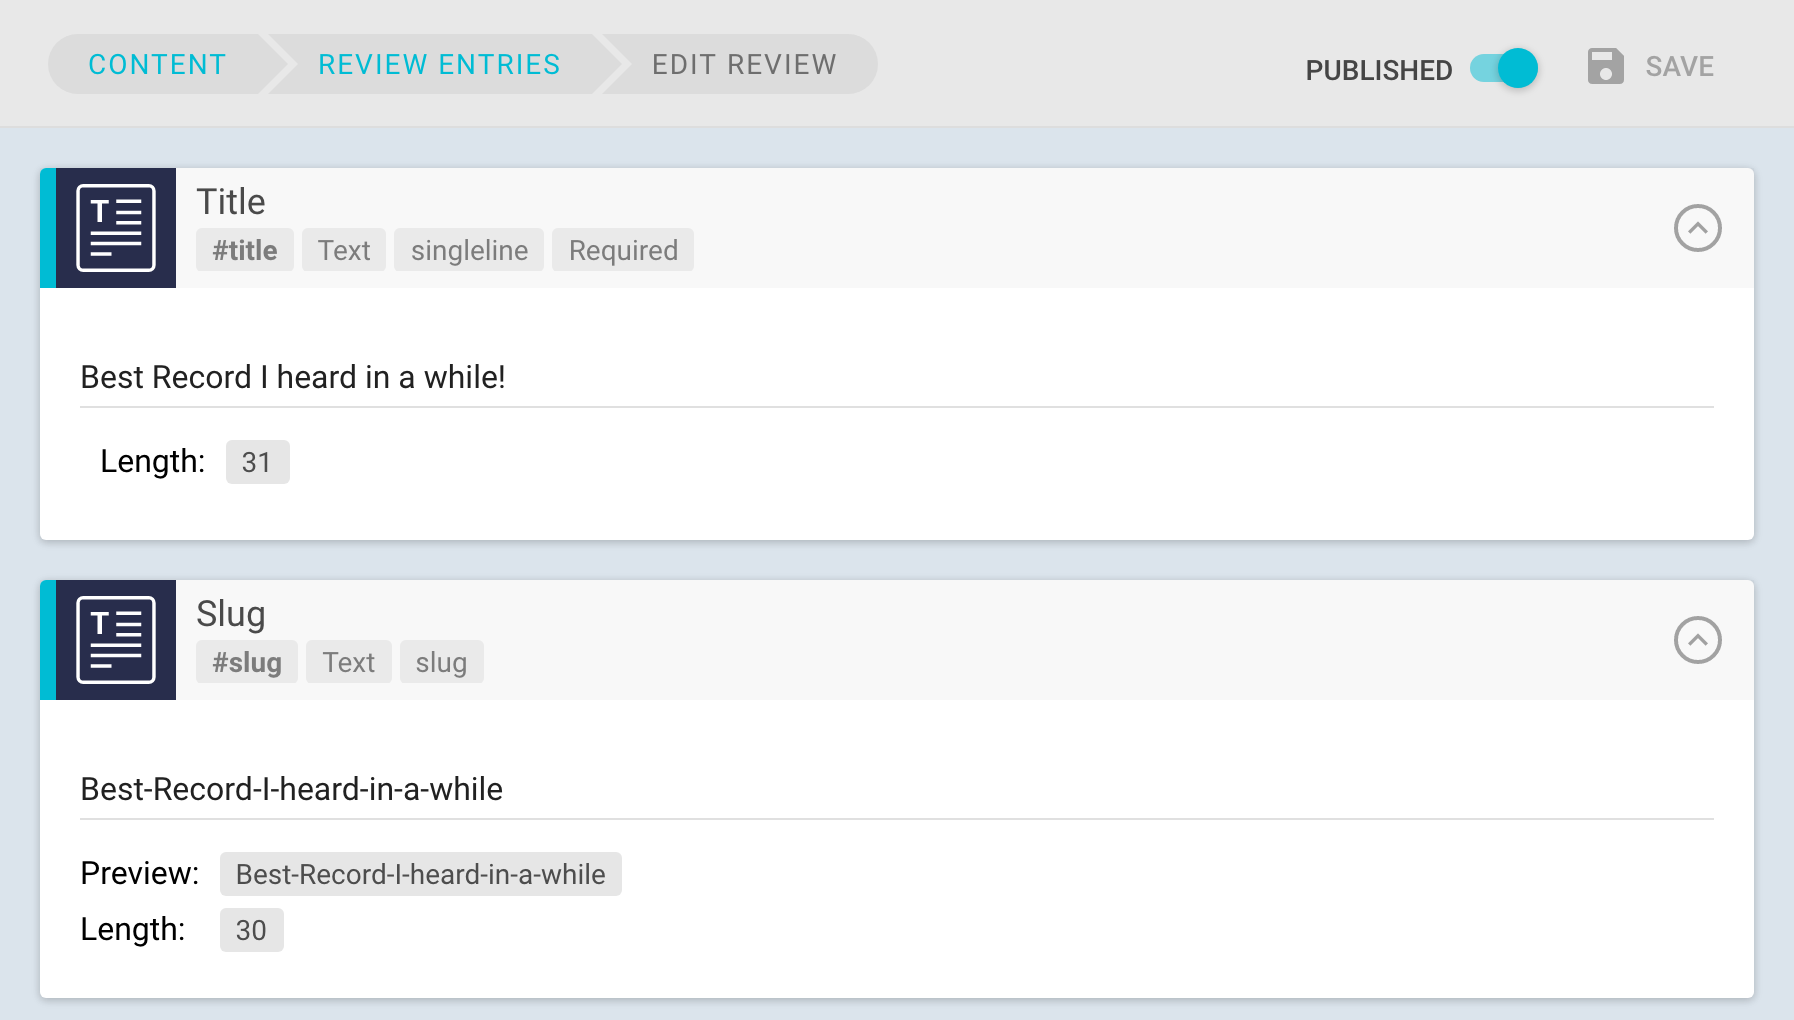 CONTENT REVIEW ENTRIES EDIT REVIEW PUBLISHED SAVE
T
Title
#title Text singleline Required
Best Record I heard in a while!
Length: 31
T
Slug
#slug Text slug
Best-Record-I-heard-in-a-while
Preview: Best-Record-I-heard-in-a-while
Length: 30